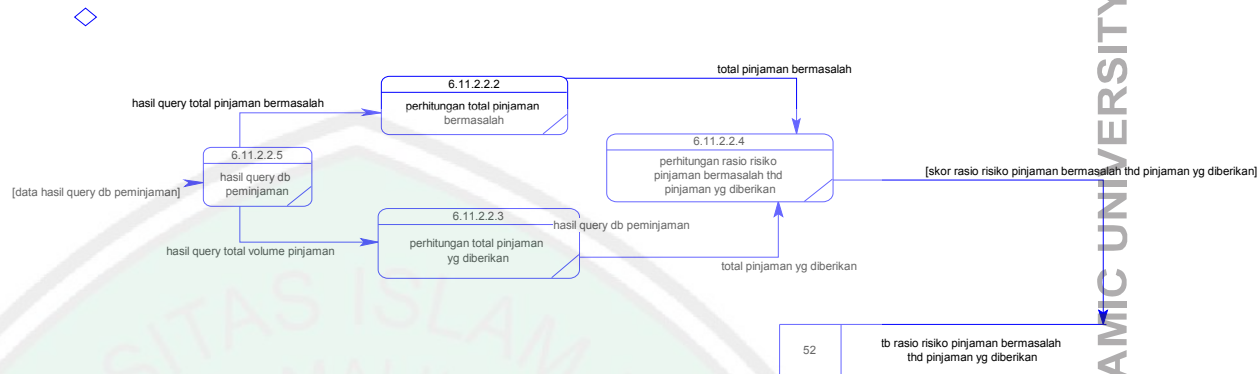 total pinjaman bermasalah
6.11.2.2.2
hasil query total pinjaman bermasalah
perhitungan total pinjaman
bermasalah
6.11.2.2.4
6.11.2.2.5
perhitungan rasio risiko
pinjaman bermasalah thd
pinjaman yg diberikan
hasil query db
peminjaman
[data hasil query db peminjaman]
[skor rasio risiko pinjaman bermasalah thd pinjaman yg diberikan]
6.11.2.2.3
hasil query db peminjaman
perhitungan total pinjaman
yg diberikan
hasil query total volume pinjaman
total pinjaman yg diberikan
52
tb rasio risiko pinjaman bermasalah
thd pinjaman yg diberikan
AMIC UNIVERSITY
SITAS ISLAM